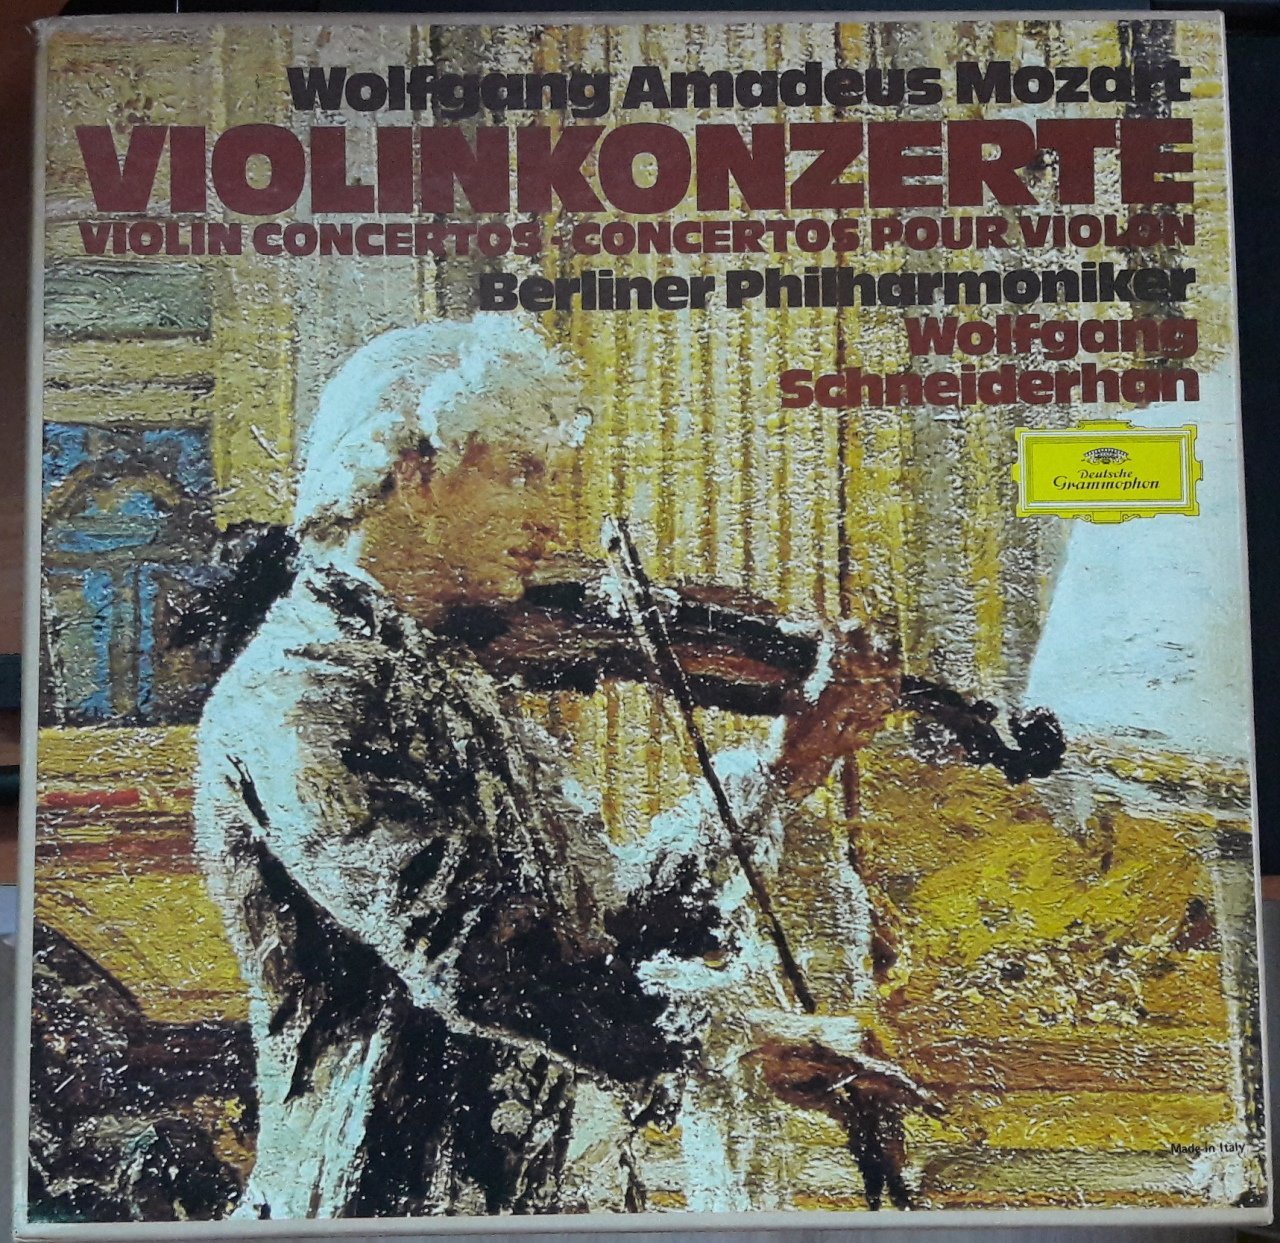 Wolfgang Amadeus Mozart
VIOLINKONZERTE
VIOLIN CONCERTOS · CONCERTOS POUR VIOLON
Berliner Philharmoniker
Wolfgang
Schneiderhan
Deutsche
Grammophon
Made in Italy